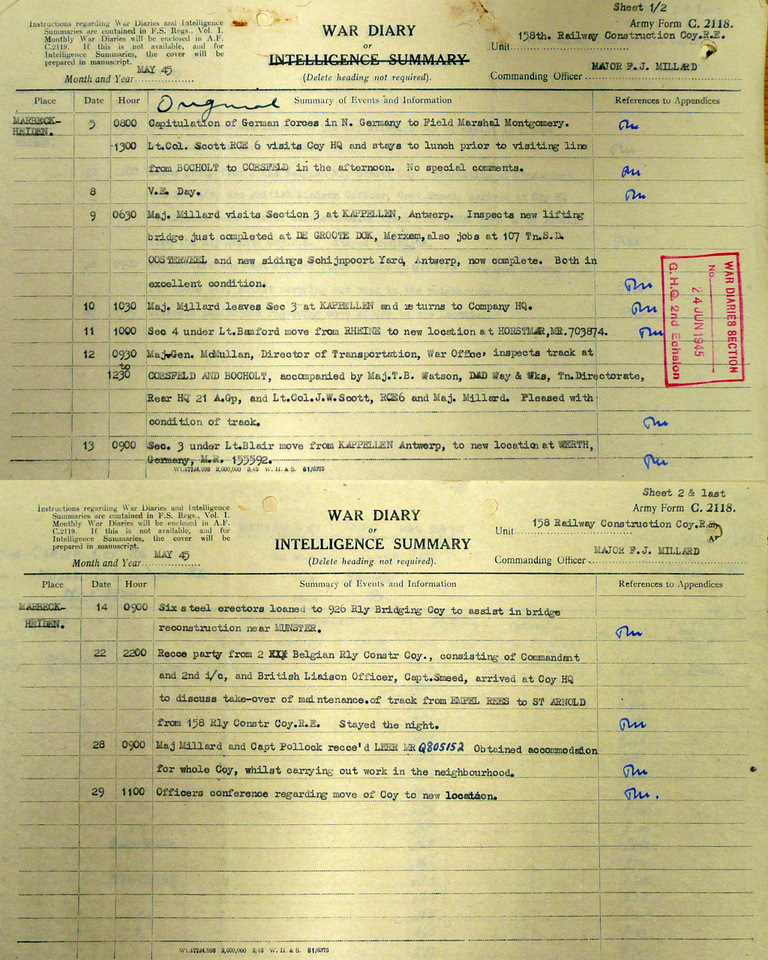 Sheet 1/2
Instructions regarding War Diaries and Intelligence
Summaries are contained in F.S. Regs., Vol. I.
Monthly War Diaries will be enclosed in A.F.
C.2119. If this is not available, and for
Intelligence Summaries, the cover will be
prepared in manuscript.
Month and Year MAY 45
WAR DIARY
or
INTELLIGENCE SUMMARY
(Delete heading not required).
Army Form C. 2118.
Unit 158th. Railway Construction Coy.R.E.
Commanding Officer MAJOR F.J. MILLARD
Place Date Hour Original Summary of Events and Information References to Appendices
MARBECK- 5 0800 Capitulation of German forces in N. Germany to Field Marshal Montgomery.
HEIDEN.
1300 Lt.Col. Scott RCE 6 visits Coy HQ and stays to lunch prior to visiting line
from BOCHOLT to COESFELD in the afternoon. No special comments.
8 V.E. Day.
9 0630 Maj. Millard visits Section 3 at KAPPELLEN, Antwerp. Inspects new lifting
bridge just completed at DE GROOTE DOK, Merxem,also jobs at 107 Tn.S.D.
OOSTERWEEL and new sidings Schijnpoort Yard, Antwerp, now complete. Both in
excellent condition.
10 1030 Maj. Millard leaves Sec 3 at KAPPELLEN and returns to Company HQ.
11 1000 Sec 4 under Lt.Bamford move from RHEINE to new location at HORSTMAR,MR.703874.
12 0930 Maj.Gen. McMullan, Director of Transportation, War Office, inspects track at
to
1230 COESFELD AND BOCHOLT, accompanied by Maj.T.B. Watson, DAD Way & Wks, Tn.Directorate,
Rear HQ 21 A.Gp, and Lt.Col.J.W.Scott, RCE6 and Maj. Millard. Pleased with
condition of track.
13 0900 Sec. 3 under Lt.Blair move from KAPPELLEN Antwerp, to new location at WERTH,
Germany, M.R. 155592.
WAR DIARIES SECTION
No.
24 JUN 1945
G.H.Q. 2nd Echelon
Wt.47724,993 2,000,000 3/43 W. H. & S. 51/6375
Sheet 2 & last
Instructions regarding War Diaries and Intelligence
Summaries are contained in F.S. Regs., Vol. I.
Monthly War Diaries will be enclosed in A.F.
C.2119. If this is not available, and for
Intelligence Summaries, the cover will be
prepared in manuscript.
Month and Year MAY 45
WAR DIARY
or
INTELLIGENCE SUMMARY
(Delete heading not required).
Army Form C. 2118.
Unit 158 Railway Construction Coy.R.E.
Commanding Officer MAJOR F.J. MILLARD
Place Date Hour Summary of Events and Information References to Appendices
MARBECK- 14 0900 Six steel erectors loaned to 926 Rly Bridging Coy to assist in bridge
HEIDEN. reconstruction near MUNSTER.
22 2200 Recce party from 2 XXX Belgian Rly Constr Coy., consisting of Commandant
and 2nd i/c, and British Liaison Officer, Capt.Smeed, arrived at Coy HQ
to discuss take-over of maintenance.of track from EMPEL REES to ST ARNOLD
from 158 Rly Constr Coy.R.E. Stayed the night.
28 0900 Maj Millard and Capt Pollock recce'd LEER MR Q805152 Obtained accommodation
for whole Coy, whilst carrying out work in the neighbourhood.
29 1100 Officers conference regarding move of Coy to new location.
Wt.47724,993 2,000,000 3/43 W. H. & S. 51/6375